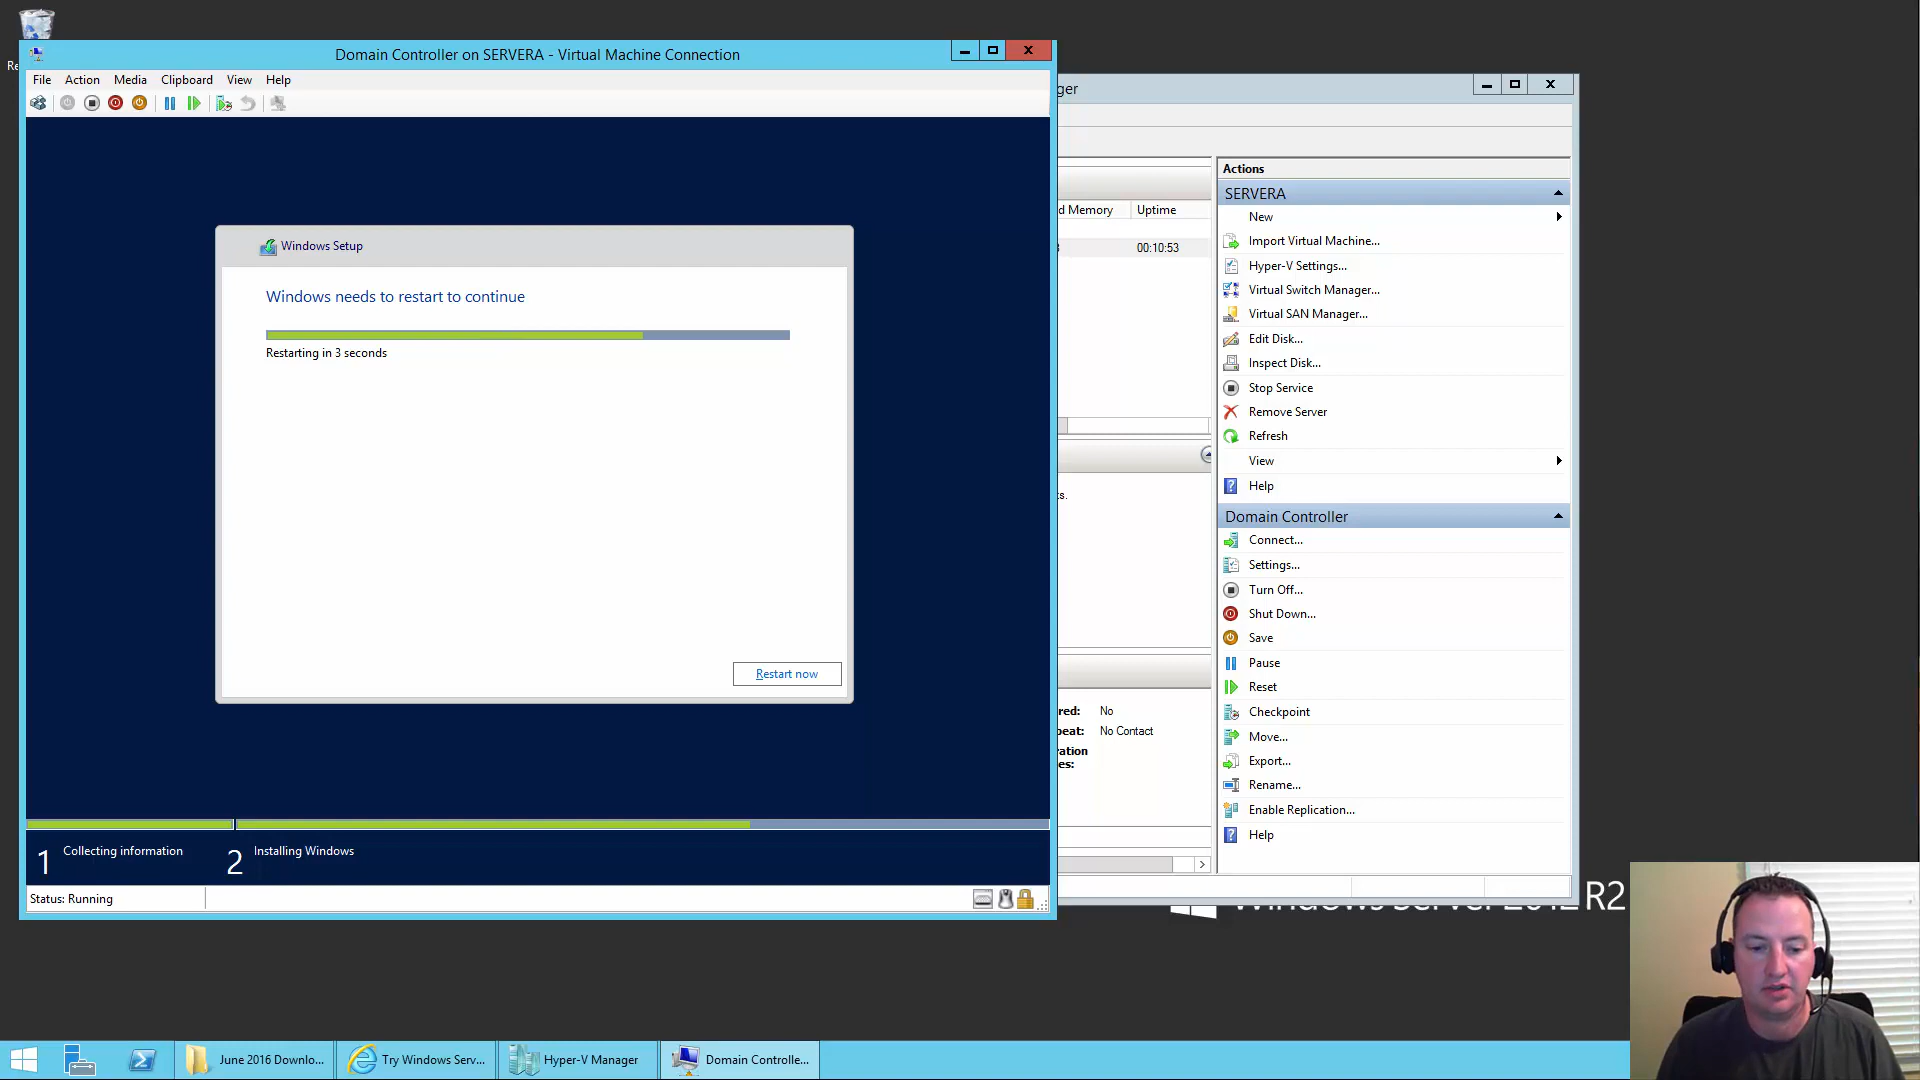 Domain Controller on SERVERA - Virtual Machine Connection
File Action Media Clipboard View Help
Windows Setup
Windows needs to restart to continue
Restarting in 3 seconds
Restart now
1 Collecting information
2 Installing Windows
Status: Running
ger
d Memory Uptime
00:10:53
ks.
red: No
beat: No Contact
ration
es:
Actions
SERVERA
New
Import Virtual Machine...
Hyper-V Settings...
Virtual Switch Manager...
Virtual SAN Manager...
Edit Disk...
Inspect Disk...
Stop Service
Remove Server
Refresh
View
Help
Domain Controller
Connect...
Settings...
Turn Off...
Shut Down...
Save
Pause
Reset
Checkpoint
Move...
Export...
Rename...
Enable Replication...
Help
Windows Server 2012 R2
June 2016 Downlo...
Try Windows Serv...
Hyper-V Manager
Domain Controlle...